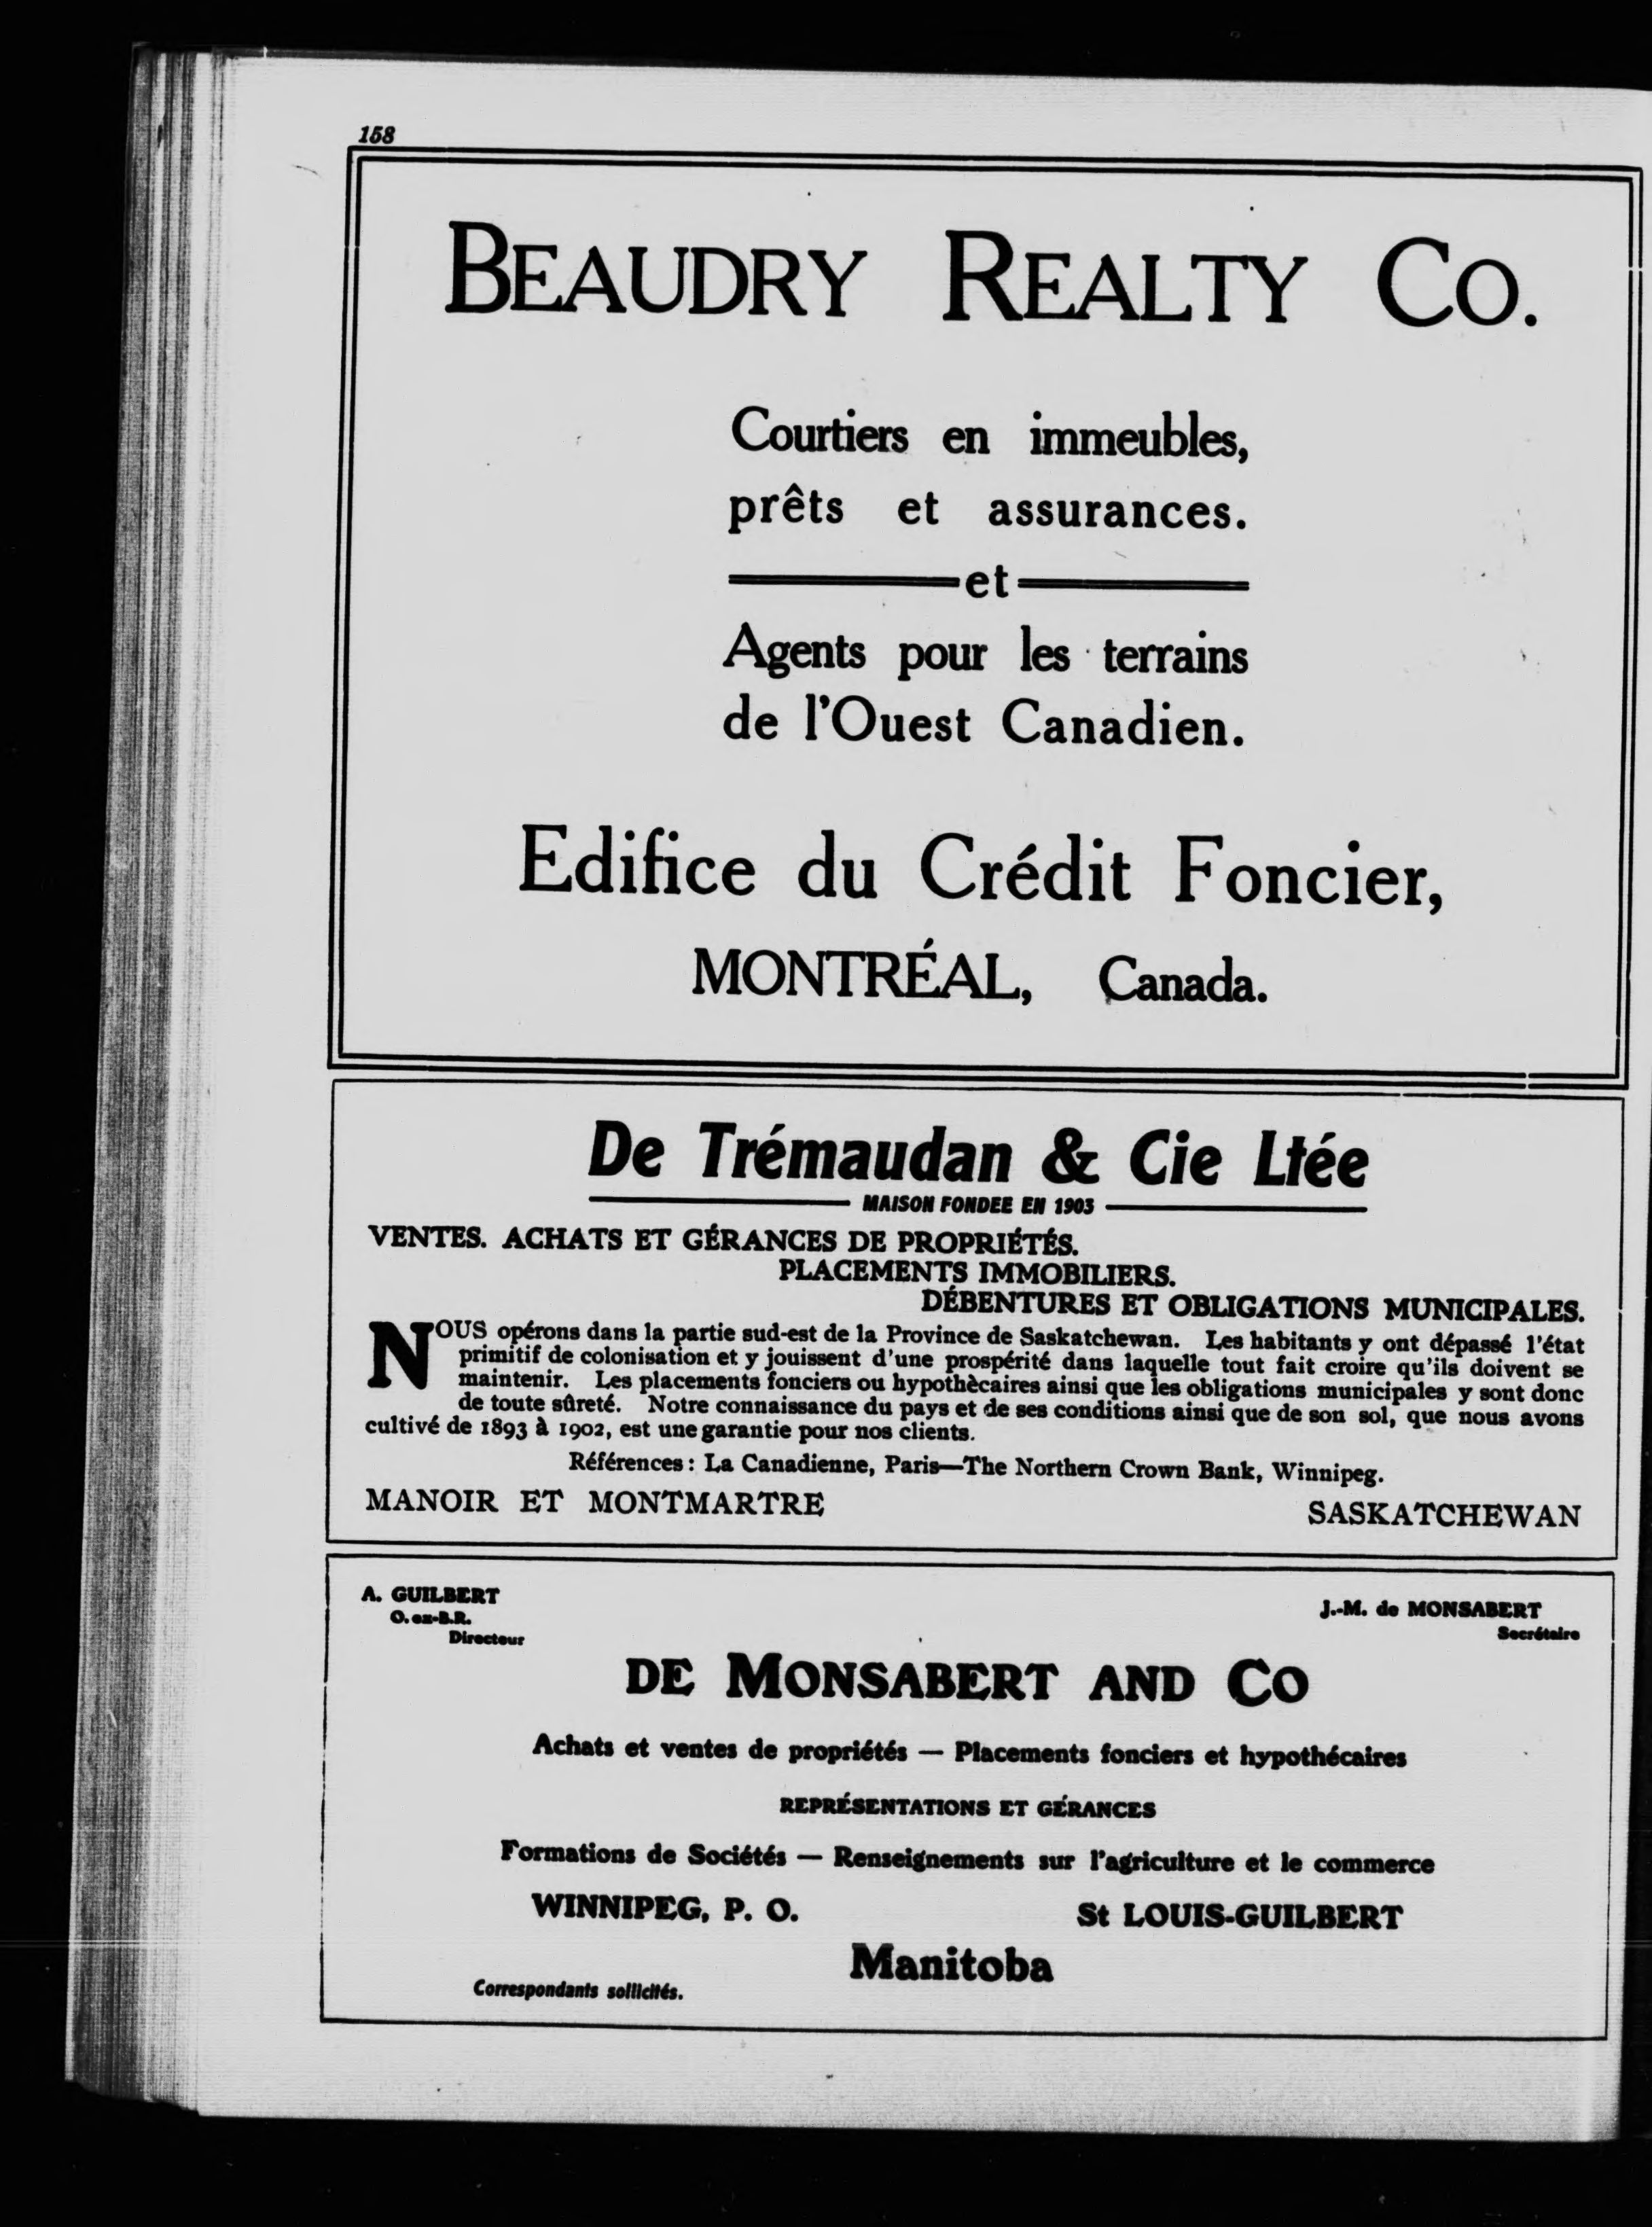 158
BEAUDRY REALTY CO.
Courtiers en immeubles,
prêts et assurances.
et
Agents pour les terrains
de l'Ouest Canadien.
Edifice du Crédit Foncier,
MONTRÉAL, Canada.
De Trémaudan & Cie Ltée
MAISON FONDEE EN 1903
VENTES. ACHATS ET GÉRANCES DE PROPRIÉTÉS.
PLACEMENTS IMMOBILIERS.
DÉBENTURES ET OBLIGATIONS MUNICIPALES.
NOUS opérons dans la partie sud-est de la Province de Saskatchewan. Les habitants y ont dépassé l'état
primitif de colonisation et y jouissent d'une prospérité dans laquelle tout fait croire qu'ils doivent se
maintenir. Les placements fonciers ou hypothècaires ainsi que les obligations municipales y sont donc
de toute sûreté. Notre connaissance du pays et de ses conditions ainsi que de son sol, que nous avons
cultivé de 1893 à 1902, est une garantie pour nos clients.
Références: La Canadienne, Paris—The Northern Crown Bank, Winnipeg.
MANOIR ET MONTMARTRE SASKATCHEWAN
A. GUILBERT J.-M. de MONSABERT
O. ex-B.R. Secrétaire
Directeur
DE MONSABERT AND CO
Achats et ventes de propriétés — Placements fonciers et hypothécaires
REPRÉSENTATIONS ET GÉRANCES
Formations de Sociétés — Renseignements sur l'agriculture et le commerce
WINNIPEG, P. O. St LOUIS-GUILBERT
Manitoba
Correspondants sollicités.